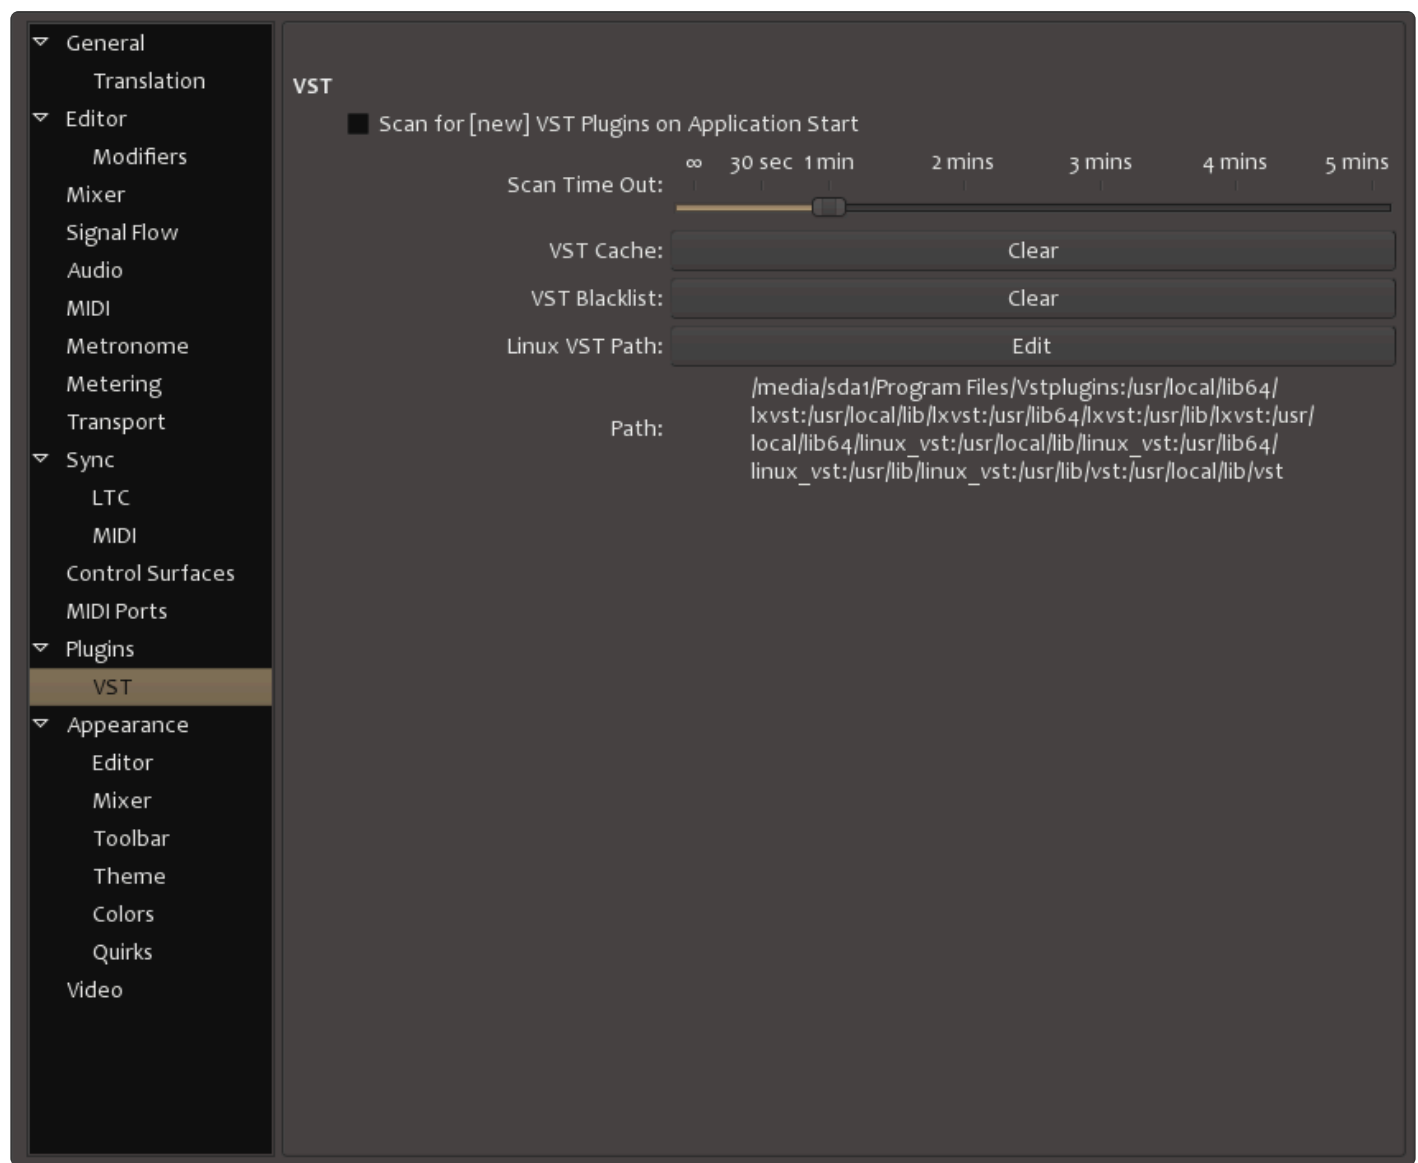 General
Translation
Editor
Modifiers
Mixer
Signal Flow
Audio
MIDI
Metronome
Metering
Transport
Sync
LTC
MIDI
Control Surfaces
MIDI Ports
Plugins
VST
Appearance
Editor
Mixer
Toolbar
Theme
Colors
Quirks
Video
VST
Scan for [new] VST Plugins on Application Start
∞ 30 sec 1 min 2 mins 3 mins 4 mins 5 mins
Scan Time Out:
VST Cache: Clear
VST Blacklist: Clear
Linux VST Path: Edit
Path:
/media/sda1/Program Files/Vstplugins:/usr/local/lib64/
lxvst:/usr/local/lib/lxvst:/usr/lib64/lxvst:/usr/lib/lxvst:/usr/
local/lib64/linux_vst:/usr/local/lib/linux_vst:/usr/lib64/
linux_vst:/usr/lib/linux_vst:/usr/lib/vst:/usr/local/lib/vst